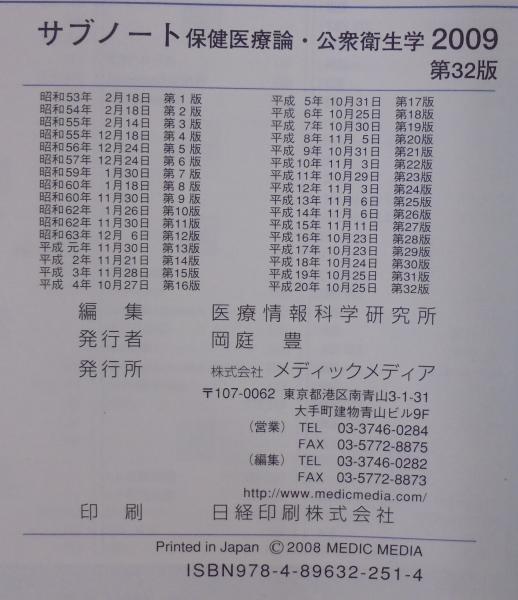 サブノート 保健医療論・公衆衛生学 2009
第32版
昭和53年 2月18日 第1版
昭和54年 2月18日 第2版
昭和55年 2月14日 第3版
昭和55年 12月18日 第4版
昭和56年 12月24日 第5版
昭和57年 12月24日 第6版
昭和59年 1月30日 第7版
昭和60年 1月18日 第8版
昭和60年 11月30日 第9版
昭和62年 1月26日 第10版
昭和62年 11月30日 第11版
昭和63年 12月 6日 第12版
平成 元年 11月30日 第13版
平成 2年 11月21日 第14版
平成 3年 11月28日 第15版
平成 4年 10月27日 第16版
平成 5年 10月31日 第17版
平成 6年 10月25日 第18版
平成 7年 10月30日 第19版
平成 8年 11月 5日 第20版
平成 9年 10月31日 第21版
平成10年 11月 3日 第22版
平成11年 10月29日 第23版
平成12年 11月 3日 第24版
平成13年 11月 6日 第25版
平成14年 11月 6日 第26版
平成15年 11月11日 第27版
平成16年 10月23日 第28版
平成17年 10月23日 第29版
平成18年 10月24日 第30版
平成19年 10月25日 第31版
平成20年 10月25日 第32版
編集 医療情報科学研究所
発行者 岡庭 豊
発行所 株式会社 メディックメディア
〒107-0062 東京都港区南青山3-1-31
大手町建物青山ビル9F
(営業) TEL 03-3746-0284
FAX 03-5772-8875
(編集) TEL 03-3746-0282
FAX 03-5772-8873
http://www.medicmedia.com/
印刷 日経印刷株式会社
Printed in Japan © 2008 MEDIC MEDIA
ISBN978-4-89632-251-4